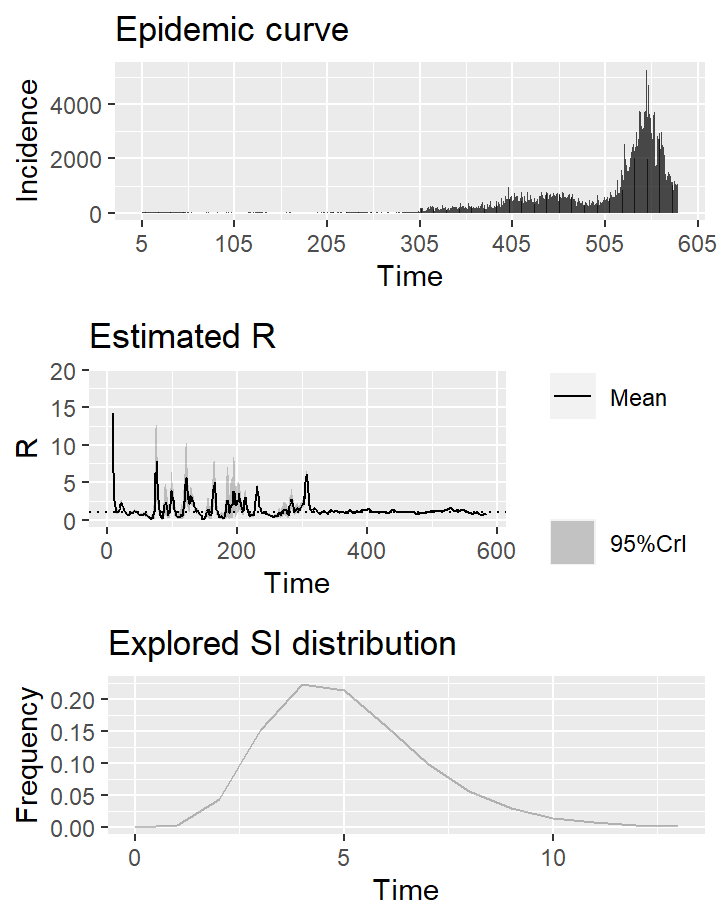 Epidemic curve
Incidence
4000
2000
0
5 105 205 305 405 505 605
Time
Estimated R
R
20
15
10
5
0
0 200 400 600
Time
Mean
95%CrI
Explored SI distribution
Frequency
0.20
0.15
0.10
0.05
0.00
0 5 10
Time